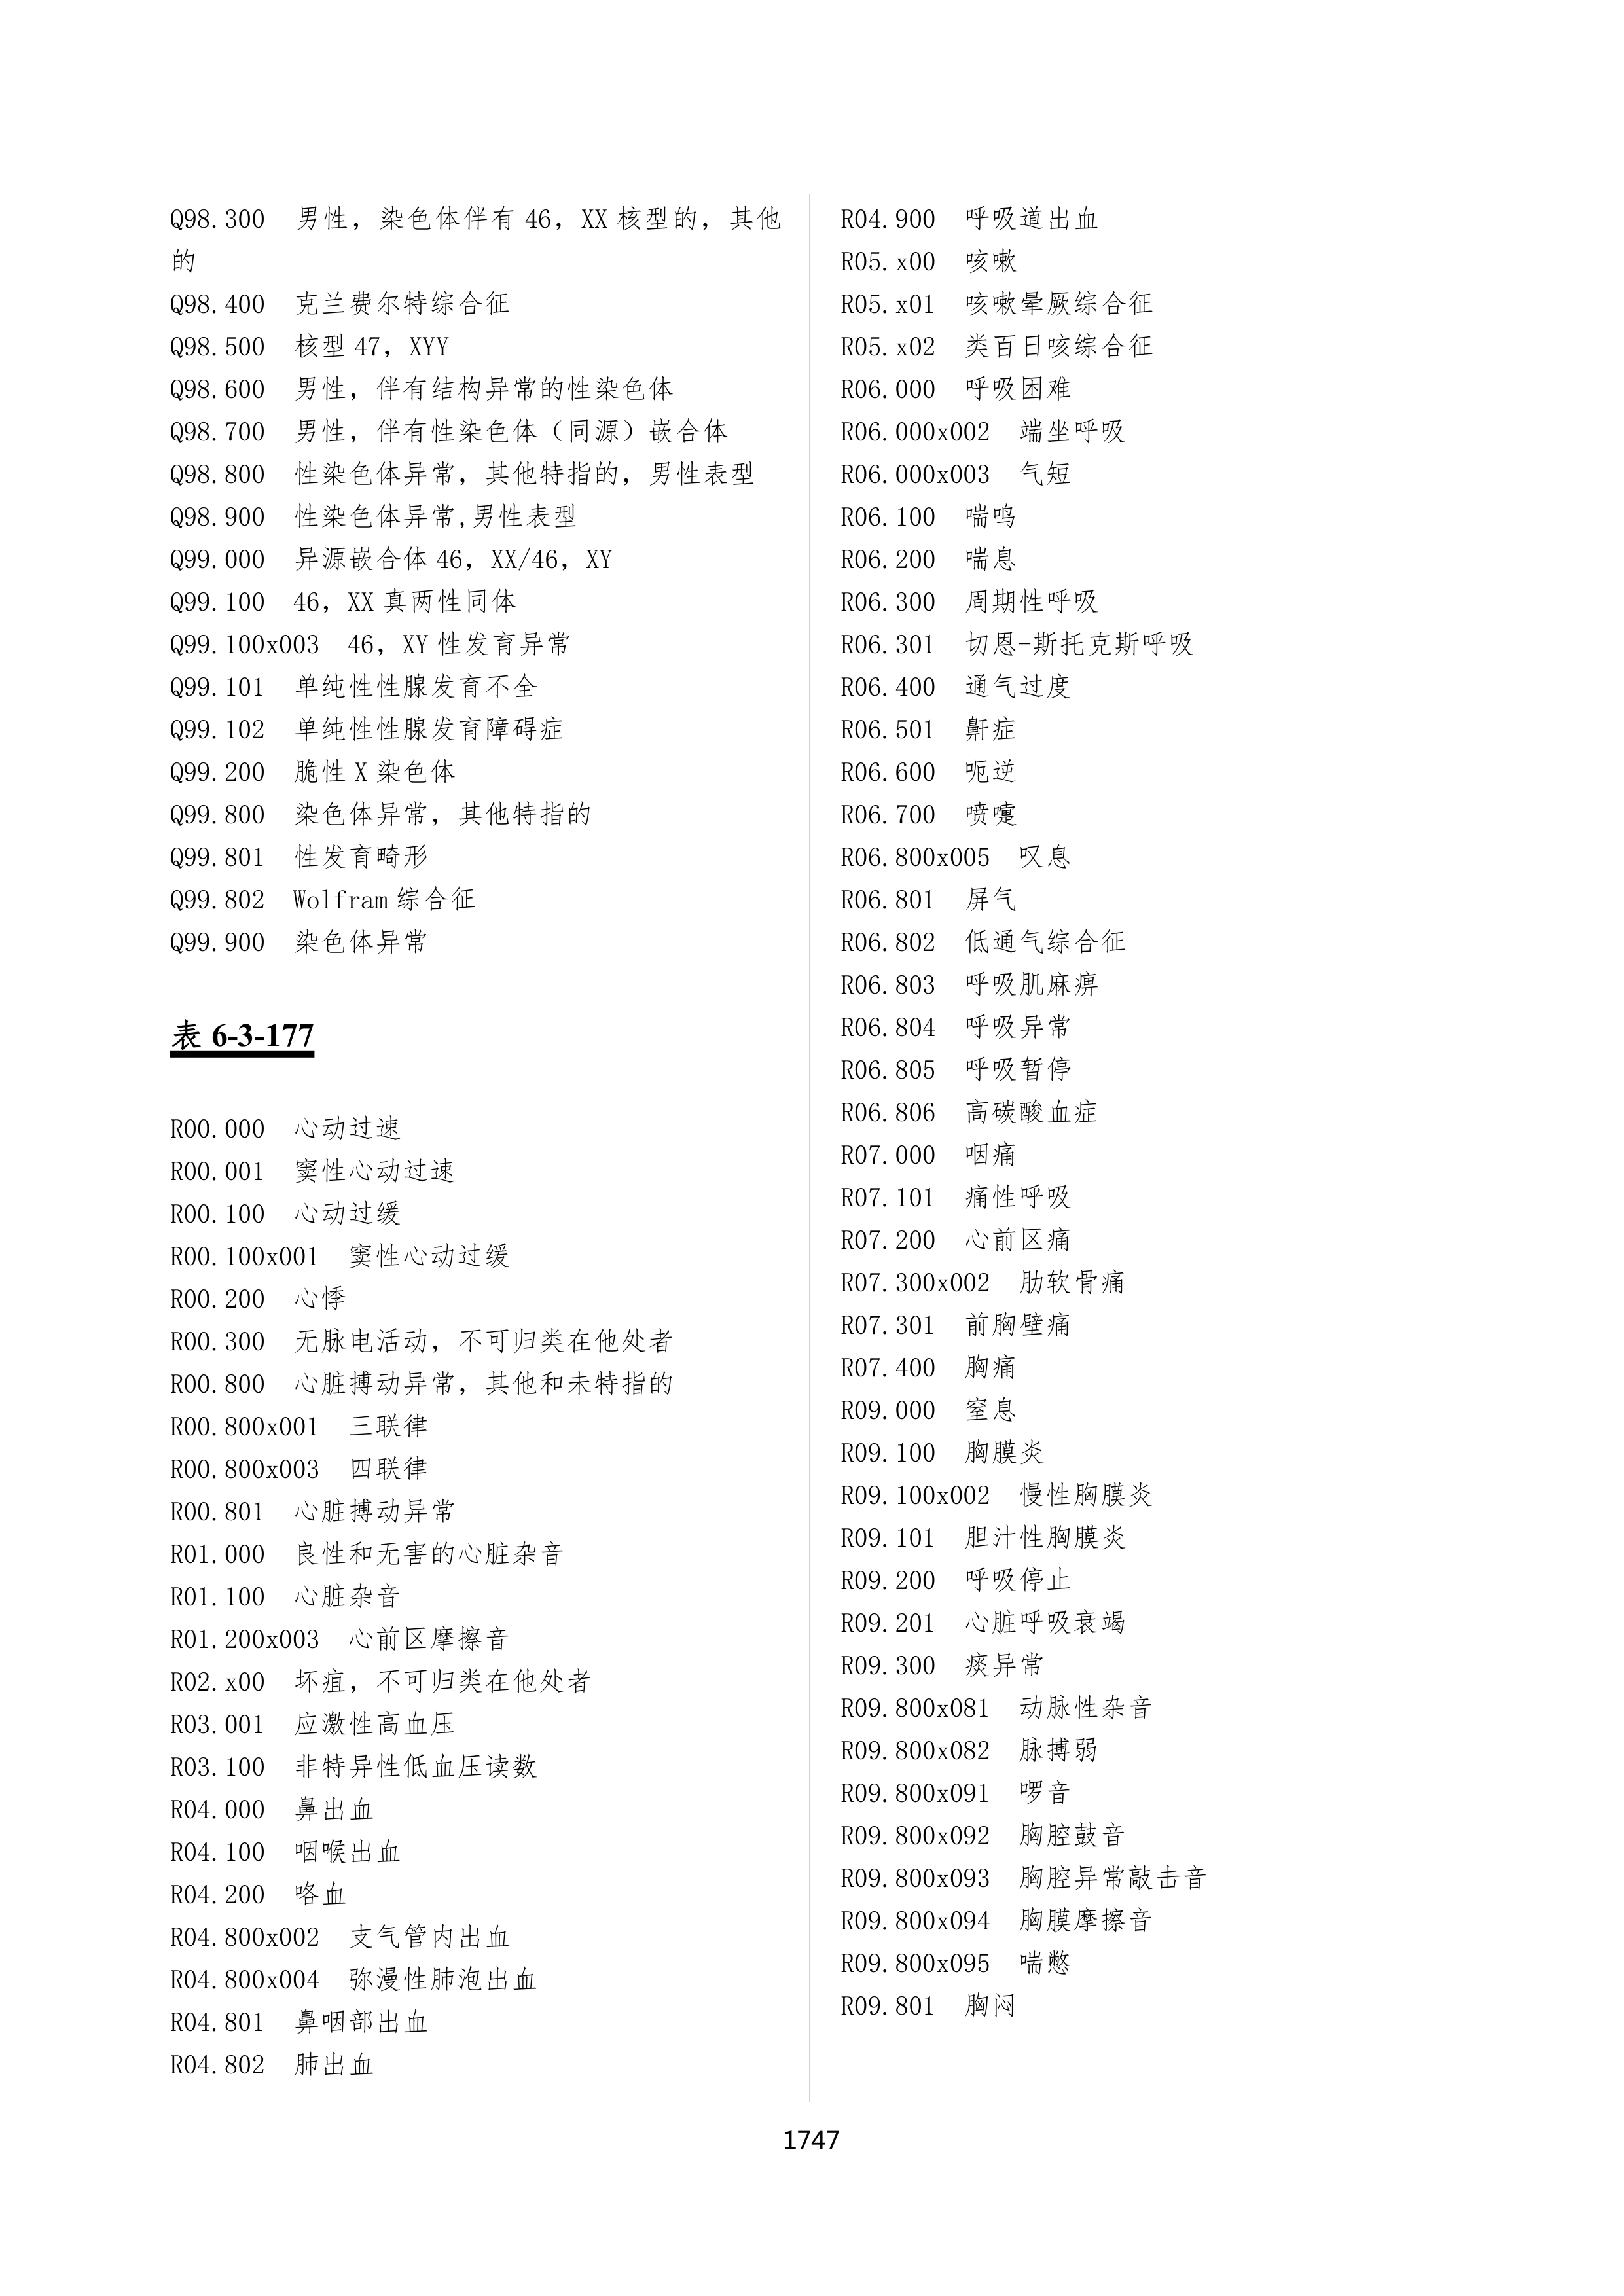 Q98.300  男性，染色体伴有 46，XX 核型的，其他
的
Q98.400  克兰费尔特综合征
Q98.500  核型 47，XYY
Q98.600  男性，伴有结构异常的性染色体
Q98.700  男性，伴有性染色体（同源）嵌合体
Q98.800  性染色体异常，其他特指的，男性表型
Q98.900  性染色体异常,男性表型
Q99.000  异源嵌合体 46，XX/46，XY
Q99.100  46，XX 真两性同体
Q99.100x003  46，XY 性发育异常
Q99.101  单纯性性腺发育不全
Q99.102  单纯性性腺发育障碍症
Q99.200  脆性 X 染色体
Q99.800  染色体异常，其他特指的
Q99.801  性发育畸形
Q99.802  Wolfram 综合征
Q99.900  染色体异常
表 6-3-177
R00.000  心动过速
R00.001  窦性心动过速
R00.100  心动过缓
R00.100x001  窦性心动过缓
R00.200  心悸
R00.300  无脉电活动，不可归类在他处者
R00.800  心脏搏动异常，其他和未特指的
R00.800x001  三联律
R00.800x003  四联律
R00.801  心脏搏动异常
R01.000  良性和无害的心脏杂音
R01.100  心脏杂音
R01.200x003  心前区摩擦音
R02.x00  坏疽，不可归类在他处者
R03.001  应激性高血压
R03.100  非特异性低血压读数
R04.000  鼻出血
R04.100  咽喉出血
R04.200  咯血
R04.800x002  支气管内出血
R04.800x004  弥漫性肺泡出血
R04.801  鼻咽部出血
R04.802  肺出血
R04.900  呼吸道出血
R05.x00  咳嗽
R05.x01  咳嗽晕厥综合征
R05.x02  类百日咳综合征
R06.000  呼吸困难
R06.000x002  端坐呼吸
R06.000x003  气短
R06.100  喘鸣
R06.200  喘息
R06.300  周期性呼吸
R06.301  切恩-斯托克斯呼吸
R06.400  通气过度
R06.501  鼾症
R06.600  呃逆
R06.700  喷嚏
R06.800x005  叹息
R06.801  屏气
R06.802  低通气综合征
R06.803  呼吸肌麻痹
R06.804  呼吸异常
R06.805  呼吸暂停
R06.806  高碳酸血症
R07.000  咽痛
R07.101  痛性呼吸
R07.200  心前区痛
R07.300x002  肋软骨痛
R07.301  前胸壁痛
R07.400  胸痛
R09.000  窒息
R09.100  胸膜炎
R09.100x002  慢性胸膜炎
R09.101  胆汁性胸膜炎
R09.200  呼吸停止
R09.201  心脏呼吸衰竭
R09.300  痰异常
R09.800x081  动脉性杂音
R09.800x082  脉搏弱
R09.800x091  啰音
R09.800x092  胸腔鼓音
R09.800x093  胸腔异常敲击音
R09.800x094  胸膜摩擦音
R09.800x095  喘憋
R09.801  胸闷
1747